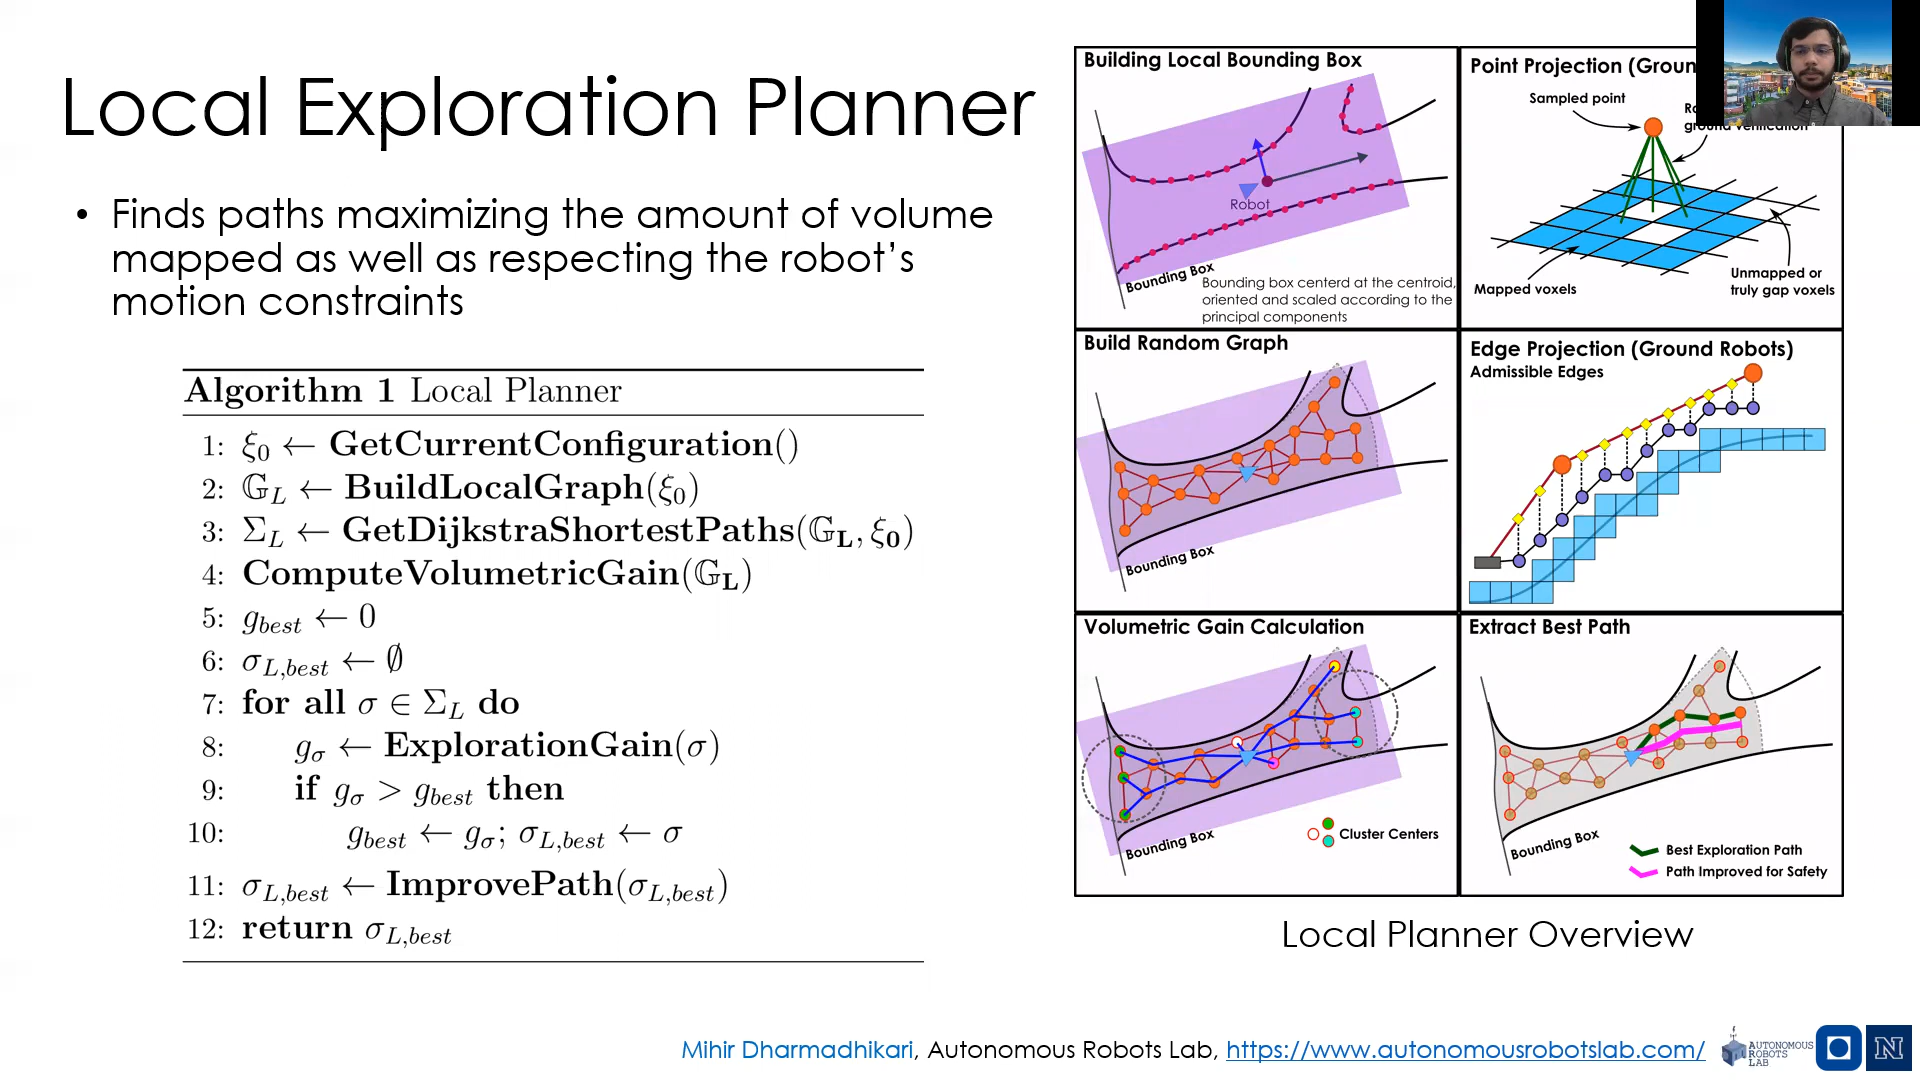 Local Exploration Planner
• Finds paths maximizing the amount of volume
mapped as well as respecting the robot's
motion constraints
Algorithm 1 Local Planner
1: ξ₀ ← GetCurrentConfiguration()
2: 𝔾_L ← BuildLocalGraph(ξ₀)
3: Σ_L ← GetDijkstraShortestPaths(𝔾_L, ξ₀)
4: ComputeVolumetricGain(𝔾_L)
5: g_best ← 0
6: σ_L,best ← ∅
7: for all σ ∈ Σ_L do
8: g_σ ← ExplorationGain(σ)
9: if g_σ > g_best then
10: g_best ← g_σ; σ_L,best ← σ
11: σ_L,best ← ImprovePath(σ_L,best)
12: return σ_L,best
Building Local Bounding Box
Robot
Bounding Box
Bounding box centerd at the centroid,
oriented and scaled according to the
principal components
Point Projection (Groun
Sampled point
ground verification
Mapped voxels
Unmapped or
truly gap voxels
Build Random Graph
Bounding Box
Edge Projection (Ground Robots)
Admissible Edges
Volumetric Gain Calculation
Bounding Box
Cluster Centers
Extract Best Path
Bounding Box
Best Exploration Path
Path Improved for Safety
Local Planner Overview
Mihir Dharmadhikari, Autonomous Robots Lab, https://www.autonomousrobotslab.com/
AUTONOMOUS
ROBOTS
LAB
N